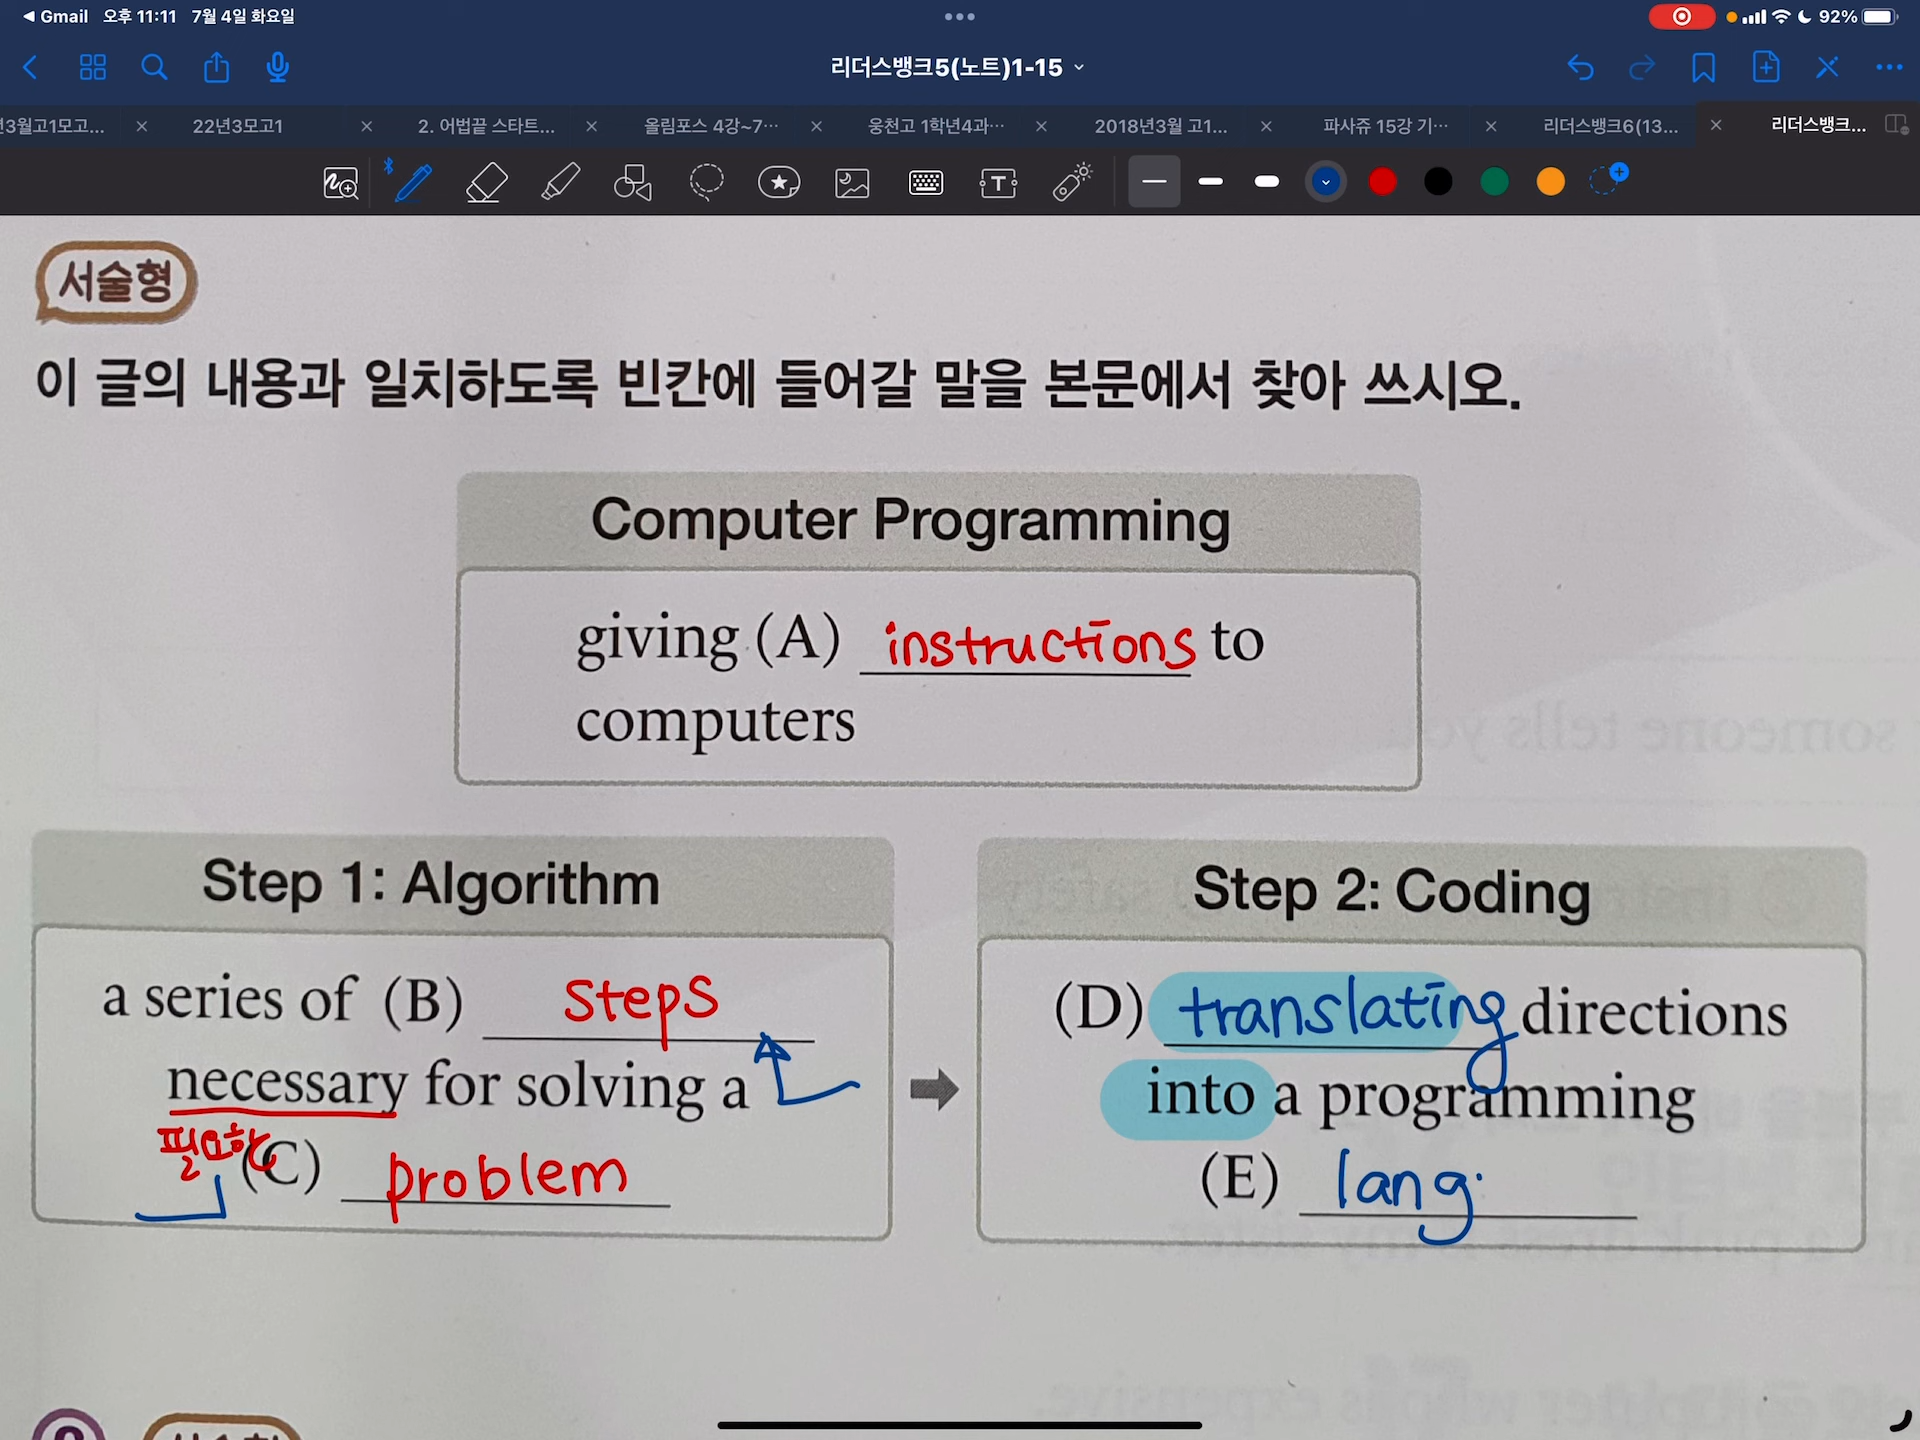 ◀ Gmail 오후 11:11 7월 4일 화요일
92%
리더스뱅크5(노트)1-15
년3월고1모고...
22년3모고1
2. 어법끝 스타트...
올림포스 4강~7...
웅천고 1학년4과...
2018년3월 고1...
파사쥬 15강 기...
리더스뱅크6(13...
리더스뱅크...
서술형
이 글의 내용과 일치하도록 빈칸에 들어갈 말을 본문에서 찾아 쓰시오.
Computer Programming
giving (A) instructions to
computers
Step 1: Algorithm
a series of (B) steps
necessary for solving a
필요한
(C) problem
Step 2: Coding
(D) translating directions
into a programming
(E) lang.
someone tells you